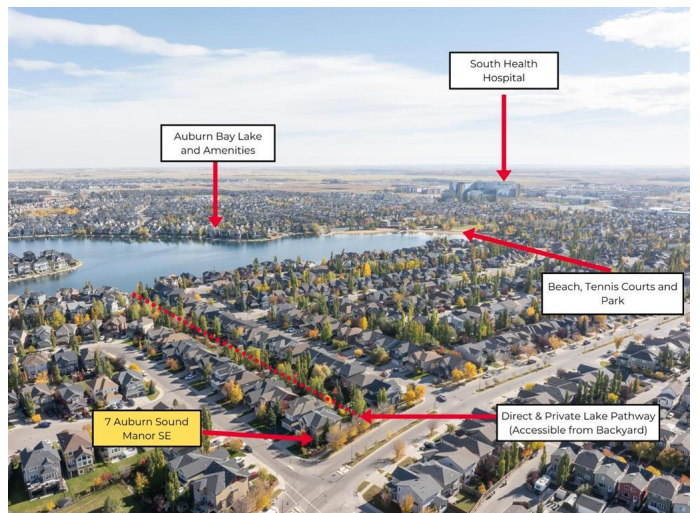 South Health
Hospital
Auburn Bay Lake
and Amenities
Beach, Tennis Courts and
Park
7 Auburn Sound
Manor SE
Direct & Private Lake Pathway
(Accessible from Backyard)